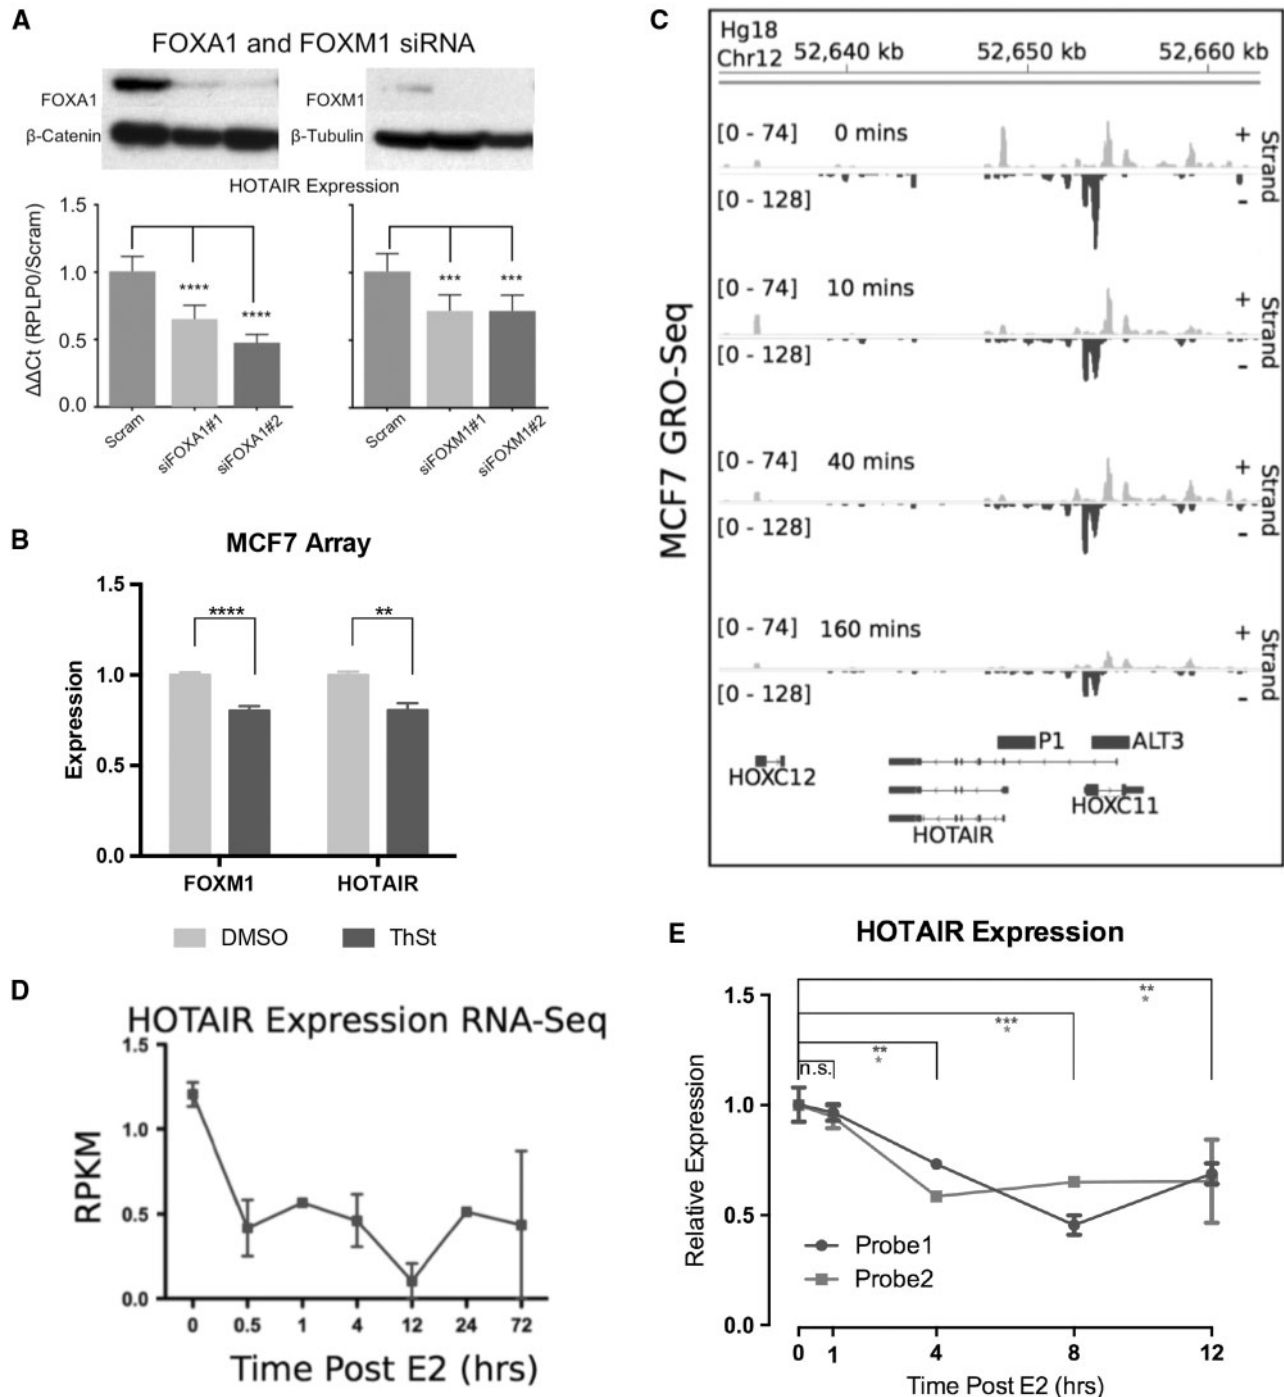 A
FOXA1 and FOXM1 siRNA
FOXA1
β-Catenin
FOXM1
β-Tubulin
HOTAIR Expression
ΔΔCt (RPLP0/Scram)
1.5
1.0
0.5
0.0
****
****
Scram
siFOXA1#1
siFOXA1#2
***
***
Scram
siFOXM1#1
siFOXM1#2
B
MCF7 Array
Expression
1.5
1.0
0.5
0.0
****
**
FOXM1
HOTAIR
DMSO
ThSt
C
MCF7 GRO-Seq
Hg18
Chr12
52,640 kb
52,650 kb
52,660 kb
[0 - 74]
0 mins
+
[0 - 128]
-
Strand
[0 - 74]
10 mins
+
[0 - 128]
-
Strand
[0 - 74]
40 mins
+
[0 - 128]
-
Strand
[0 - 74]
160 mins
+
[0 - 128]
-
Strand
P1
ALT3
HOXC12
HOXC11
HOTAIR
D
HOTAIR Expression RNA-Seq
RPKM
1.5
1.0
0.5
0.0
0 0.5 1 4 12 24 72
Time Post E2 (hrs)
E
HOTAIR Expression
Relative Expression
1.5
1.0
0.5
0.0
n.s.
**
*
***
*
**
*
Probe1
Probe2
0 1 4 8 12
Time Post E2 (hrs)